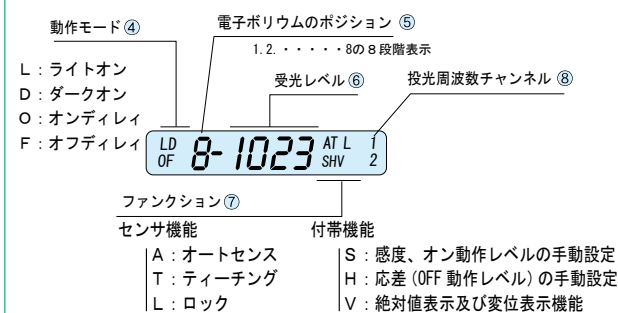 動作モード④
電子ボリウムのポジション ⑤
1.2.・・・・・8の8段階表示
L：ライトオン
D：ダークオン
O：オンディレィ
F：オフディレィ
受光レベル⑥
投光周波数チャンネル ⑧
LD 8-1023 AT L 1
OF SHV 2
ファンクション⑦
センサ機能
A：オートセンス
T：ティーチング
L：ロック
付帯機能
S：感度、オン動作レベルの手動設定
H：応差(OFF動作レベル)の手動設定
V：絶対値表示及び変位表示機能